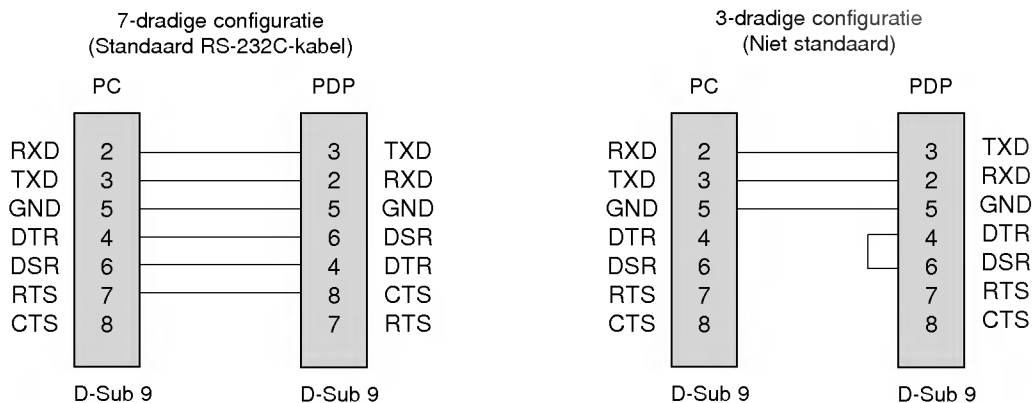 7-dradige configuratie
(Standaard RS-232C-kabel)
PC PDP
RXD 2 3 TXD
TXD 3 2 RXD
GND 5 5 GND
DTR 4 6 DSR
DSR 6 4 DTR
RTS 7 8 CTS
CTS 8 7 RTS
D-Sub 9 D-Sub 9
3-dradige configuratie
(Niet standaard)
PC PDP
RXD 2 3 TXD
TXD 3 2 RXD
GND 5 5 GND
DTR 4 4 DTR
DSR 6 6 DSR
RTS 7 7 RTS
CTS 8 8 CTS
D-Sub 9 D-Sub 9